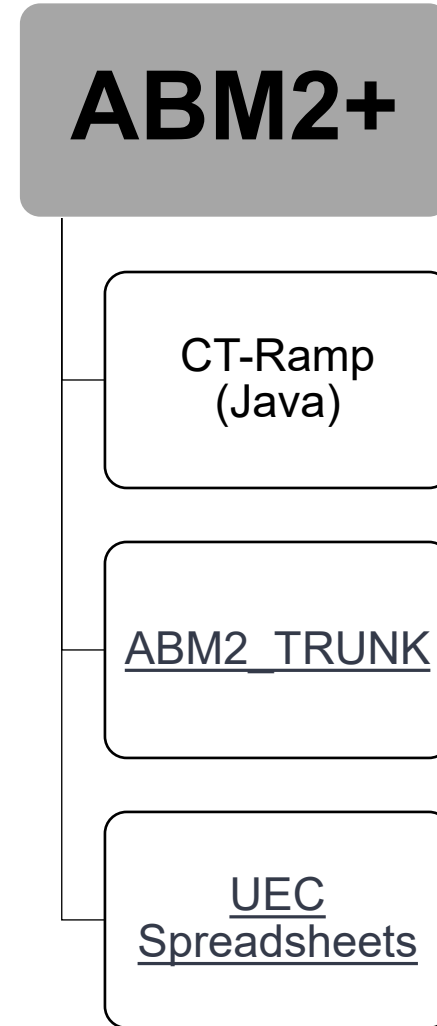 ABM2+
CT-Ramp
(Java)
ABM2_TRUNK
UEC
Spreadsheets